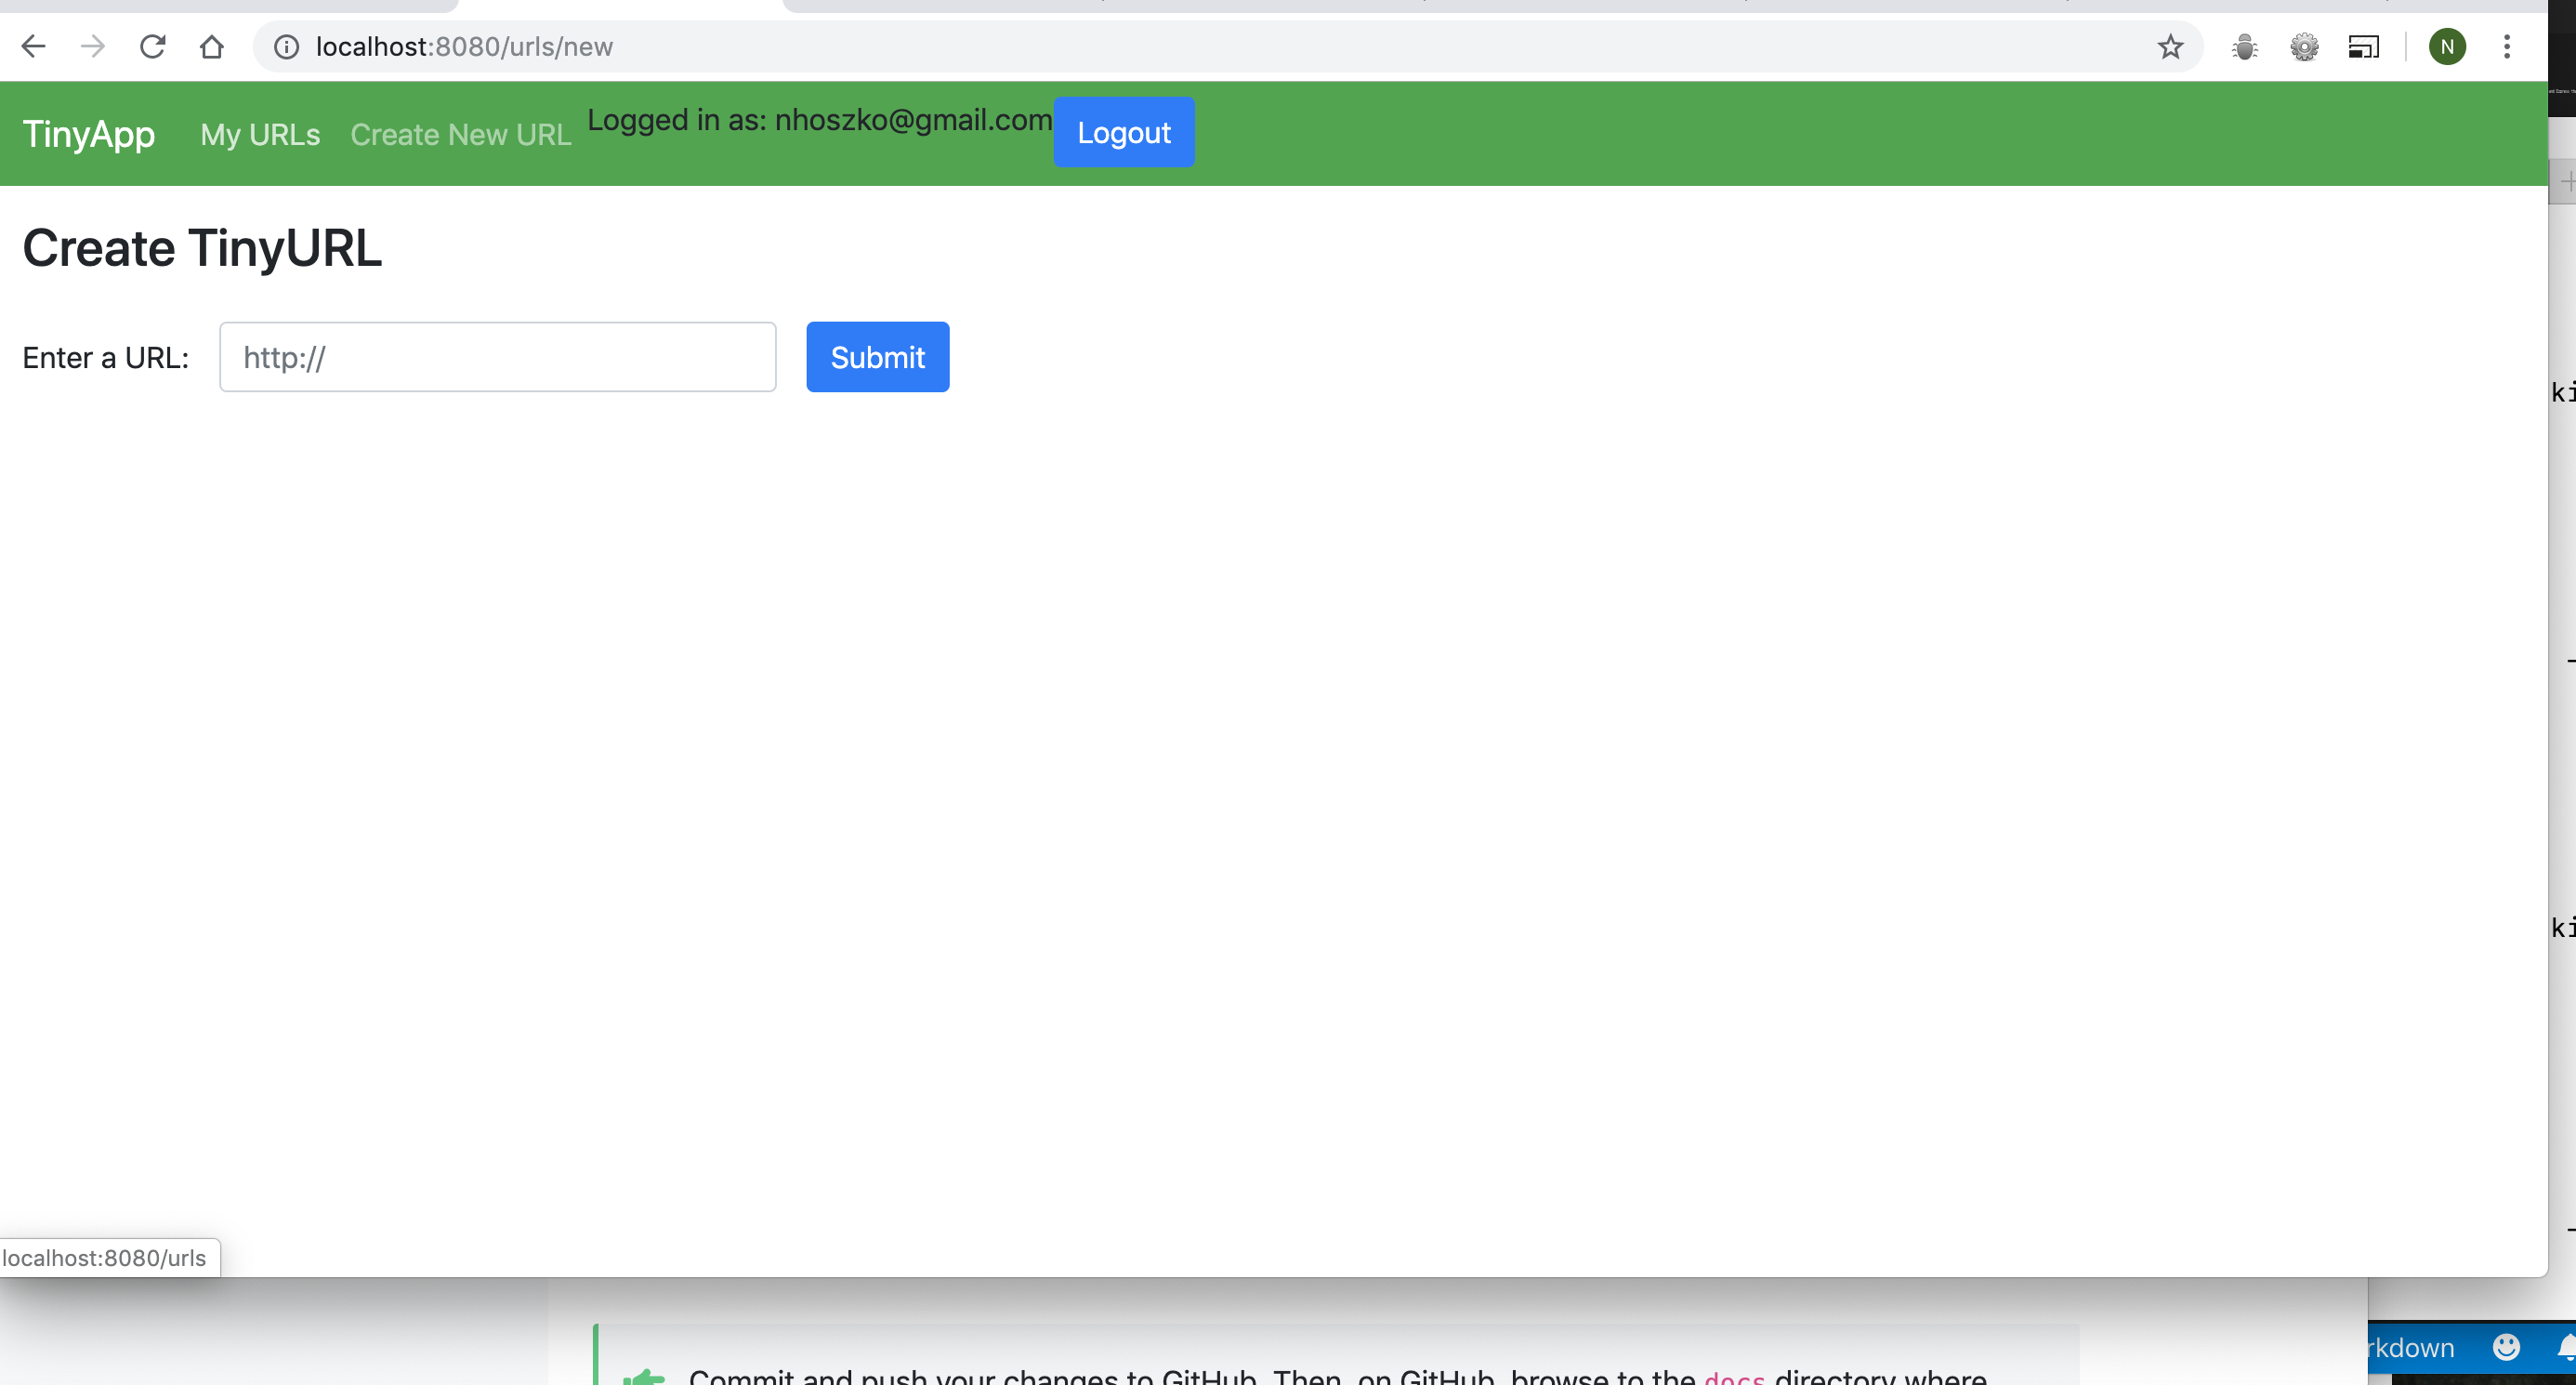 localhost:8080/urls/new
N
TinyApp My URLs Create New URL Logged in as: nhoszko@gmail.com Logout
Create TinyURL
Enter a URL: http:// Submit
ki
ki
localhost:8080/urls
rkdown
Commit and push your changes to GitHub. Then, on GitHub, browse to the docs directory where